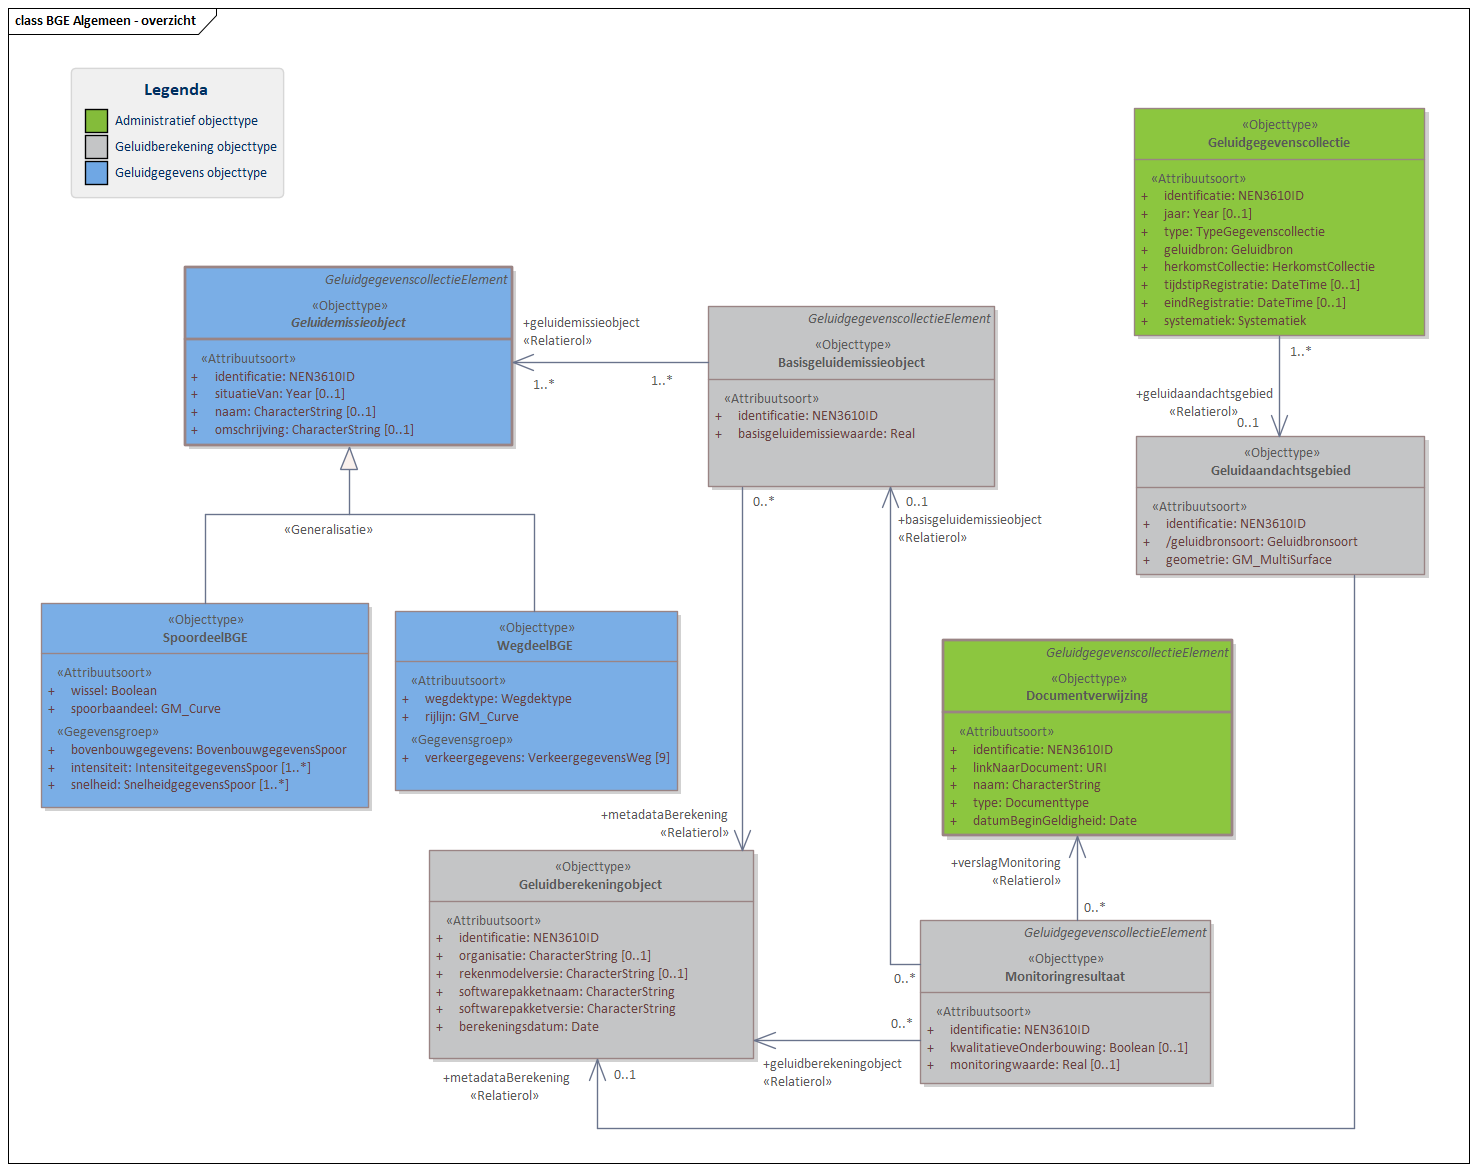 class BGE Algemeen - overzicht
Legenda
Administratief objecttype
Geluidberekening objecttype
Geluidgegevens objecttype
«Objecttype»
Geluidgegevenscollectie
«Attribuutsoort»
+ identificatie: NEN3610ID
+ jaar: Year [0..1]
+ type: TypeGegevenscollectie
+ geluidbron: Geluidbron
+ herkomstCollectie: HerkomstCollectie
+ tijdstipRegistratie: DateTime [0..1]
+ eindRegistratie: DateTime [0..1]
+ systematiek: Systematiek
1..*
+geluidaandachtsgebied
«Relatierol»
0..1
GeluidgegevenscollectieElement
«Objecttype»
Geluidemissieobject
«Attribuutsoort»
+ identificatie: NEN3610ID
+ situatieVan: Year [0..1]
+ naam: CharacterString [0..1]
+ omschrijving: CharacterString [0..1]
+geluidemissieobject
«Relatierol»
1..*
1..*
GeluidgegevenscollectieElement
«Objecttype»
Basisgeluidemissieobject
«Attribuutsoort»
+ identificatie: NEN3610ID
+ basisgeluidemissiewaarde: Real
«Objecttype»
Geluidaandachtsgebied
«Attribuutsoort»
+ identificatie: NEN3610ID
+ /geluidbronsoort: Geluidbronsoort
+ geometrie: GM_MultiSurface
0..*
0..1
+basisgeluidemissieobject
«Relatierol»
«Generalisatie»
«Objecttype»
SpoordeelBGE
«Attribuutsoort»
+ wissel: Boolean
+ spoorbaandeel: GM_Curve
«Gegevensgroep»
+ bovenbouwgegevens: BovenbouwgegevensSpoor
+ intensiteit: IntensiteitgegevensSpoor [1..*]
+ snelheid: SnelheidgegevensSpoor [1..*]
«Objecttype»
WegdeelBGE
«Attribuutsoort»
+ wegdektype: Wegdektype
+ rijlijn: GM_Curve
«Gegevensgroep»
+ verkeergegevens: VerkeergegevensWeg [9]
GeluidgegevenscollectieElement
«Objecttype»
Documentverwijzing
«Attribuutsoort»
+ identificatie: NEN3610ID
+ linkNaarDocument: URI
+ naam: CharacterString
+ type: Documenttype
+ datumBeginGeldigheid: Date
+metadataBerekening
«Relatierol»
+verslagMonitoring
«Relatierol»
0..*
«Objecttype»
Geluidberekeningobject
«Attribuutsoort»
+ identificatie: NEN3610ID
+ organisatie: CharacterString [0..1]
+ rekenmodelversie: CharacterString [0..1]
+ softwarepakketnaam: CharacterString
+ softwarepakketversie: CharacterString
+ berekeningsdatum: Date
GeluidgegevenscollectieElement
«Objecttype»
Monitoringresultaat
«Attribuutsoort»
+ identificatie: NEN3610ID
+ kwalitatieveOnderbouwing: Boolean [0..1]
+ monitoringwaarde: Real [0..1]
0..*
0..*
+geluidberekeningobject
«Relatierol»
+metadataBerekening
«Relatierol»
0..1